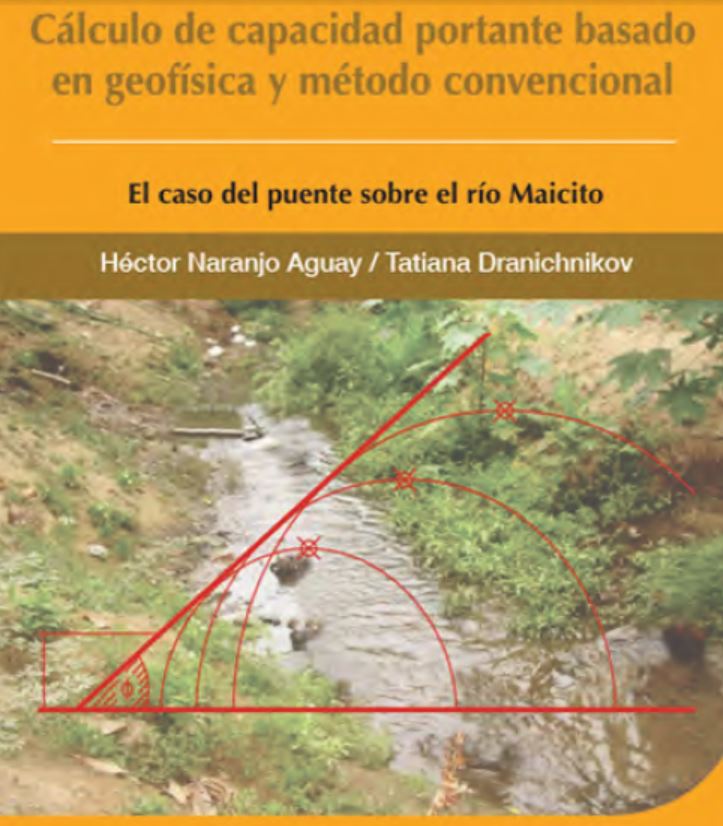 Cálculo de capacidad portante basado
en geofísica y método convencional
El caso del puente sobre el río Maicito
Héctor Naranjo Aguay / Tatiana Dranichnikov
ϕ